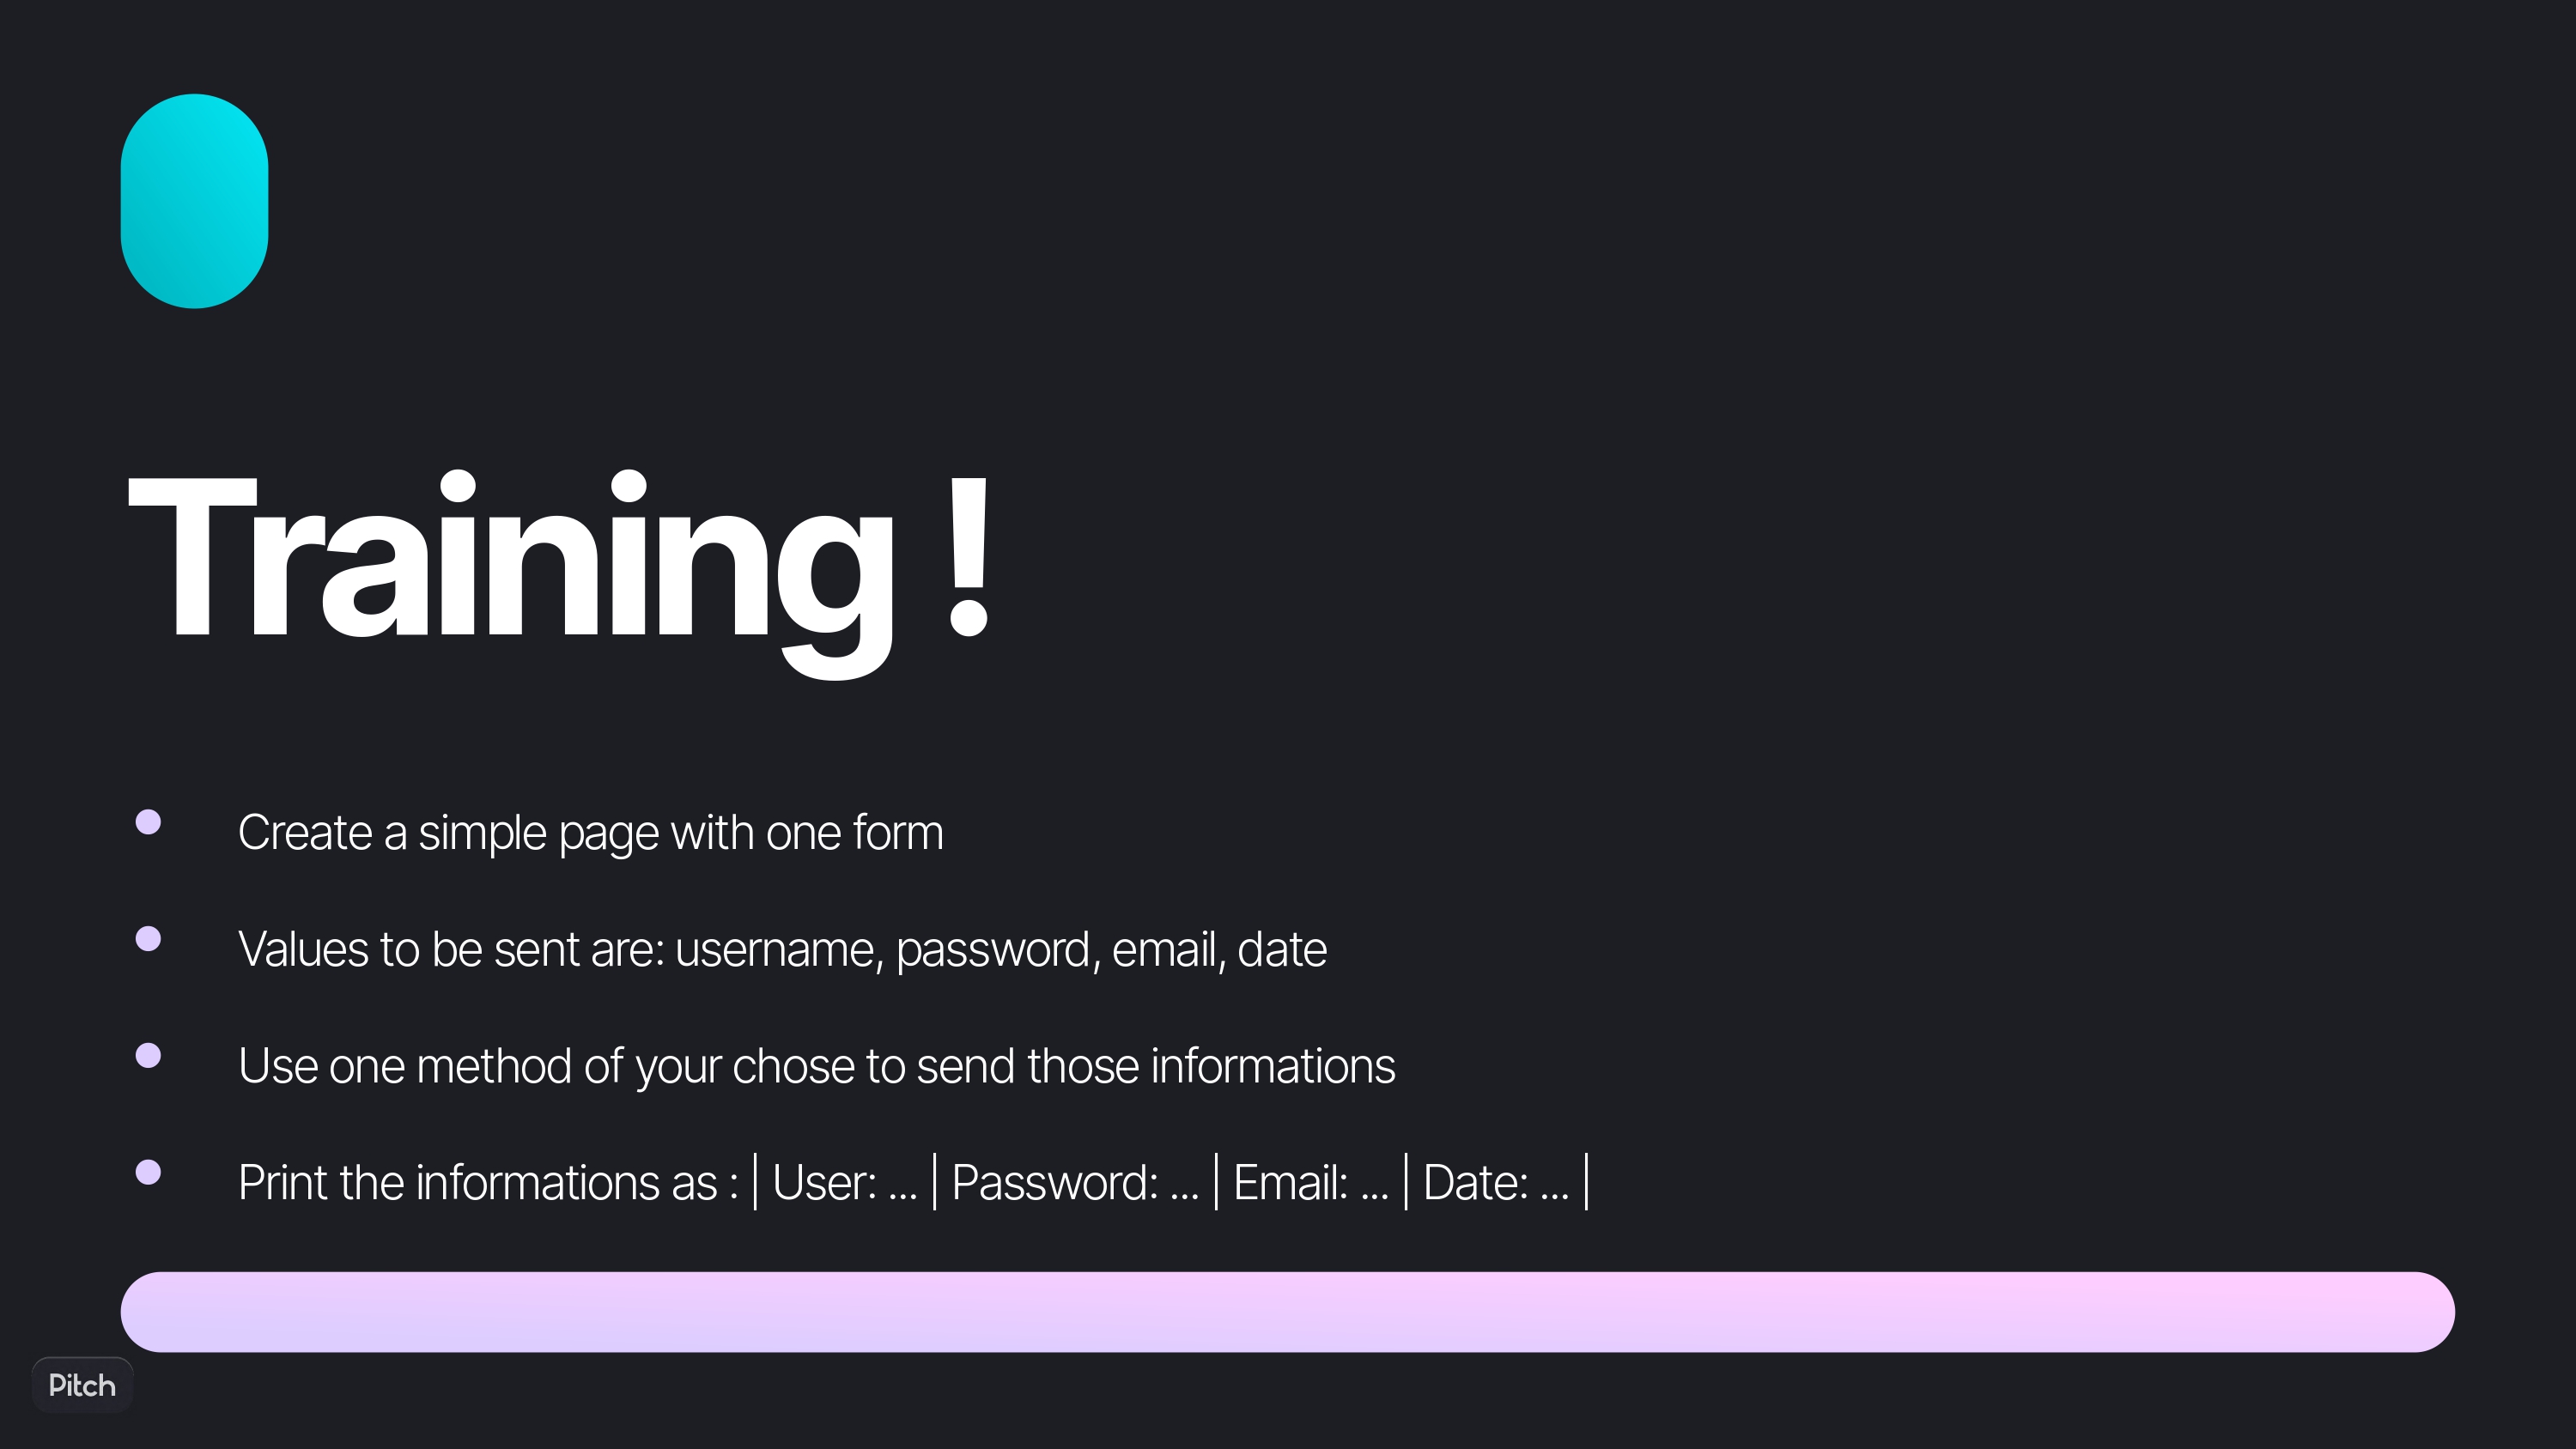 Training !
Create a simple page with one form
Values to be sent are: username, password, email, date
Use one method of your chose to send those informations
Print the informations as : | User: ... | Password: ... | Email: ... | Date: ... |
Pitch